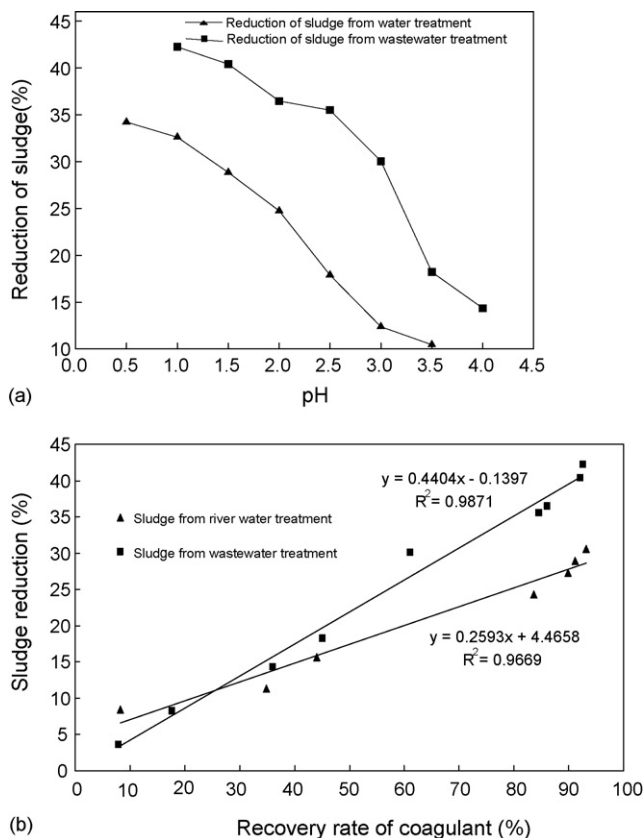 Reduction of sludge from water treatment
Reduction of slduge from wastewater treatment
Reduction of sludge(%)
45
40
35
30
25
20
15
10
0.0 0.5 1.0 1.5 2.0 2.5 3.0 3.5 4.0 4.5
pH
(a)
Sludge reduction (%)
45
40
35
30
25
20
15
10
5
0
y = 0.4404x - 0.1397
R² = 0.9871
Sludge from river water treatment
Sludge from wastewater treatment
y = 0.2593x + 4.4658
R² = 0.9669
0 10 20 30 40 50 60 70 80 90 100
Recovery rate of coagulant (%)
(b)